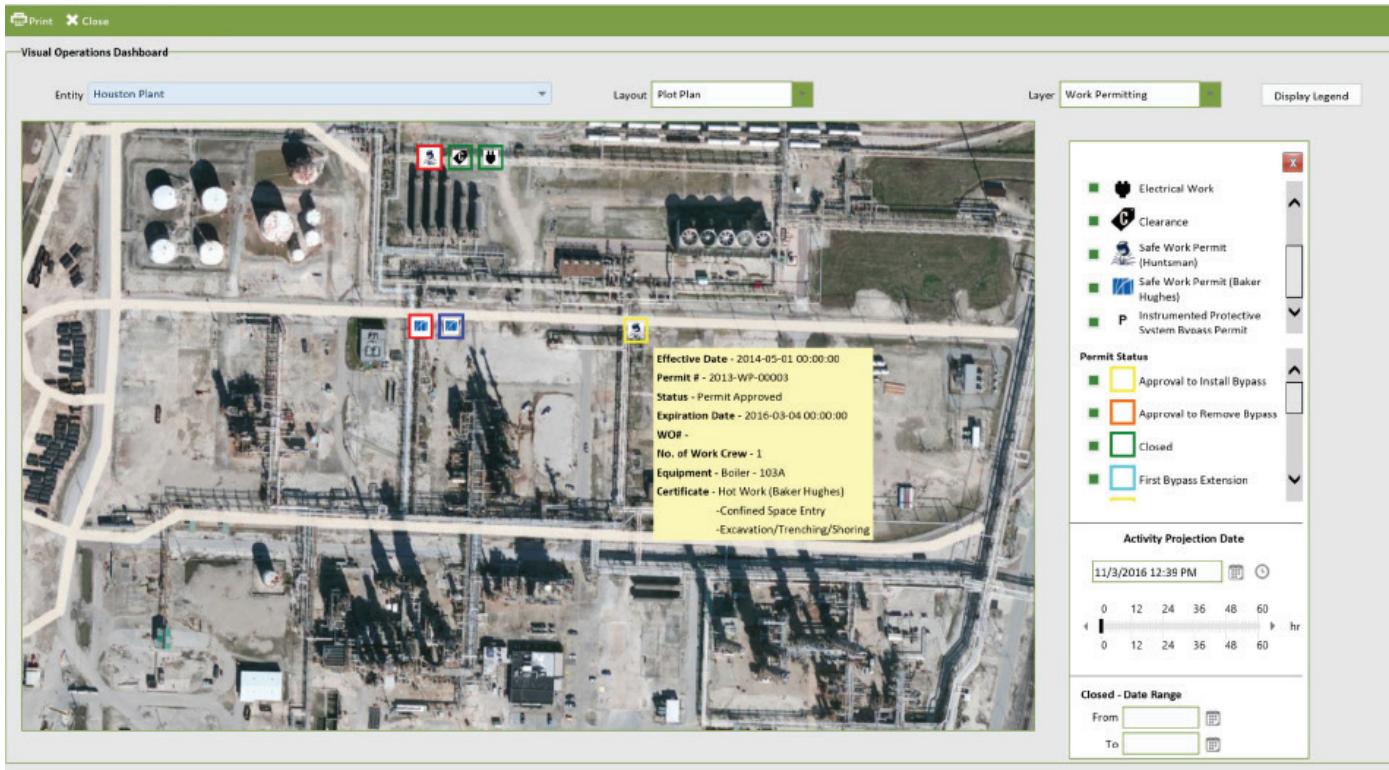 Print Close
Visual Operations Dashboard
Entity Houston Plant Layout Plot Plan Layer Work Permitting Display Legend
x
Electrical Work
C Clearance
Safe Work Permit
(Huntsman)
Safe Work Permit (Baker
Hughes)
P Instrumented Protective
System Bypass Permit
Permit Status
Approval to Install Bypass
Approval to Remove Bypass
Closed
First Bypass Extension
C
Effective Date - 2014-05-01 00:00:00
Permit # - 2013-WP-00003
Status - Permit Approved
Expiration Date - 2016-03-04 00:00:00
WO# -
No. of Work Crew - 1
Equipment - Boiler - 103A
Certificate - Hot Work (Baker Hughes)
-Confined Space Entry
-Excavation/Trenching/Shoring
Activity Projection Date
11/3/2016 12:39 PM
0 12 24 36 48 60
hr
0 12 24 36 48 60
Closed - Date Range
From
To